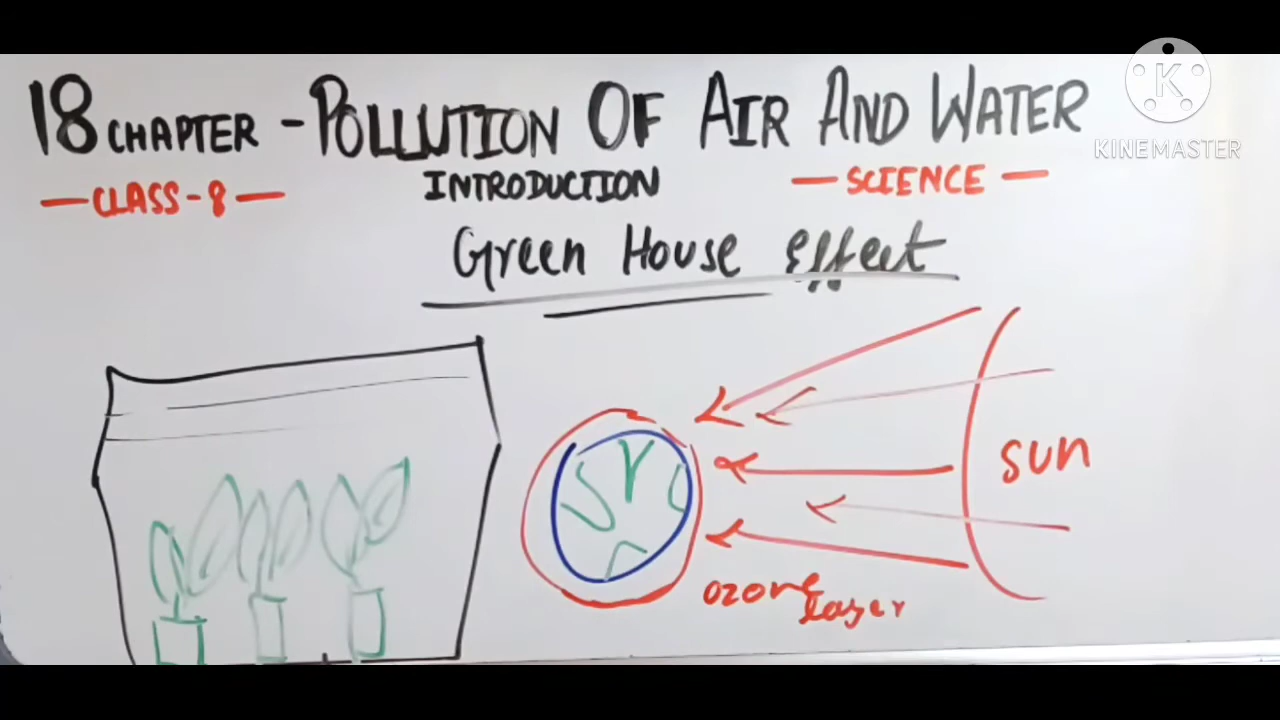 18 CHAPTER - POLLUTION OF AIR AND WATER
KINEMASTER
— CLASS-8 —
INTRODUCTION
— SCIENCE —
Green House Effect
sun
ozone
layer